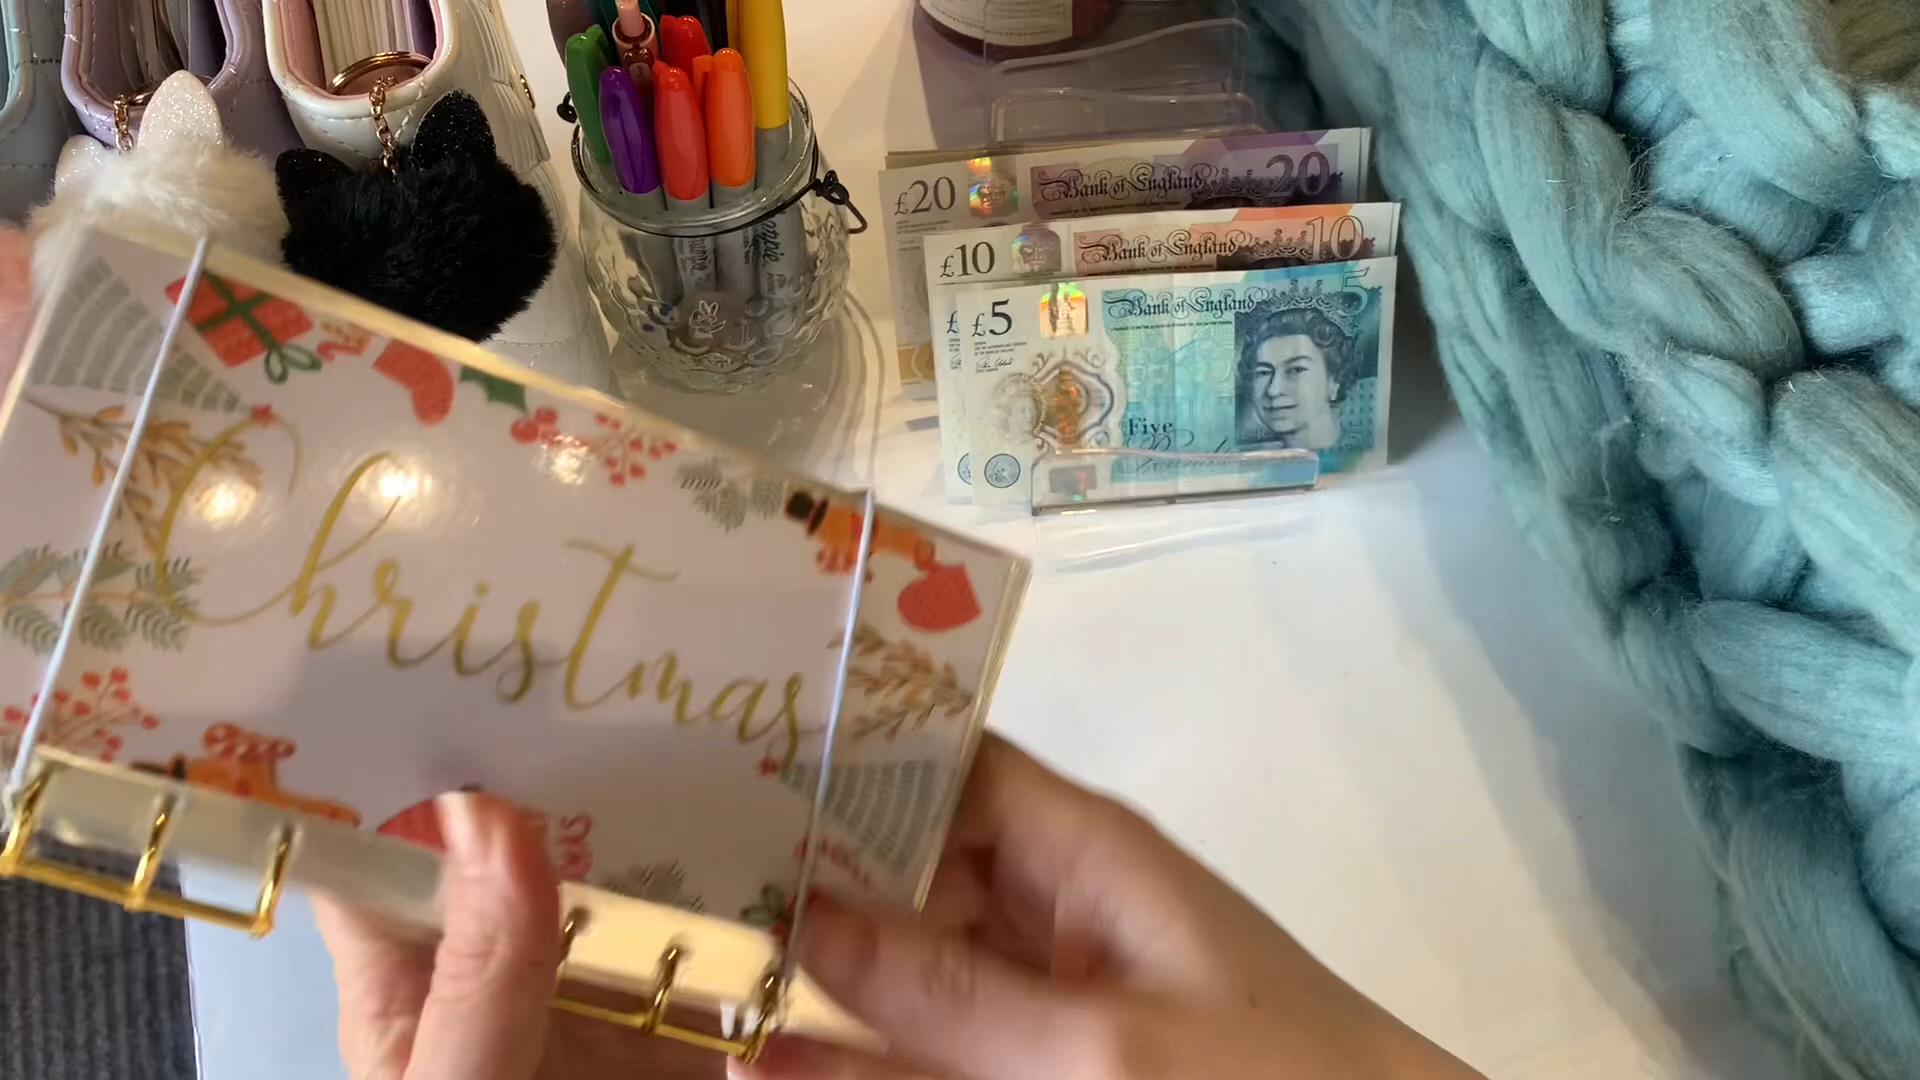 £20 Bank of England 20
£10 Bank of England 10
£5 Bank of England 5
£
Five
Christmas